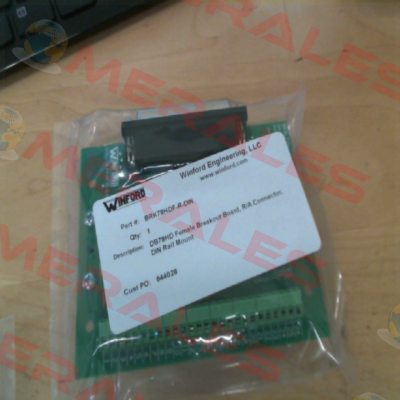 OMERALES
WINFORD
Winford Engineering, LLC
www.winford.com
Part #: BRK78HDF-R-DIN
Qty: 1
Description: DB78HD Female Breakout Board, R/A Connector, DIN Rail Mount
Cust PO: 944028